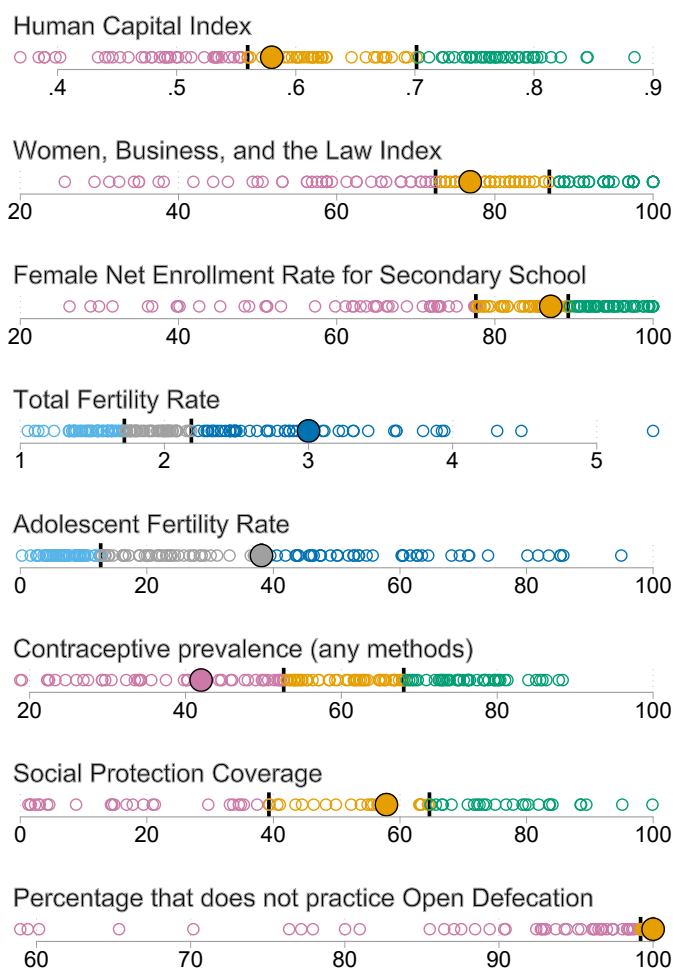 Human Capital Index
.4 .5 .6 .7 .8 .9
Women, Business, and the Law Index
20 40 60 80 100
Female Net Enrollment Rate for Secondary School
20 40 60 80 100
Total Fertility Rate
1 2 3 4 5
Adolescent Fertility Rate
0 20 40 60 80 100
Contraceptive prevalence (any methods)
20 40 60 80 100
Social Protection Coverage
0 20 40 60 80 100
Percentage that does not practice Open Defecation
60 70 80 90 100